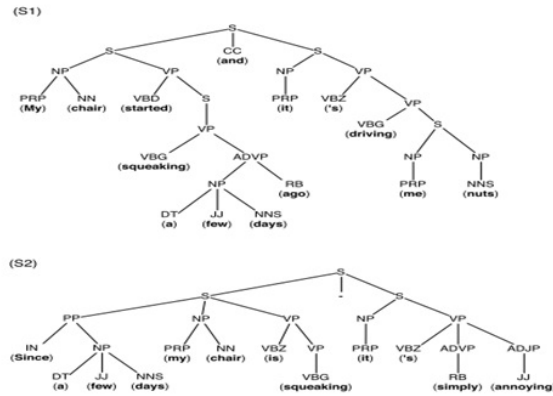 (S1)
S
S CC S
(and)
NP VP NP VP
PRP NN VBD S PRP VBZ VP
(My) (chair) (started) (it) ('s)
VBG S
(driving)
VP
VBG ADVP NP NP
(squeaking)
NP RB PRP NNS
(ago) (me) (nuts)
DT JJ NNS
(a) (few) (days)
(S2)
S
S - S
PP NP VP NP VP
IN NP PRP NN VBZ VP PRP VBZ ADVP ADJP
(Since) (my) (chair) (is) (it) ('s)
DT JJ NNS VBG RB JJ
(a) (few) (days) (squeaking) (simply) (annoying)